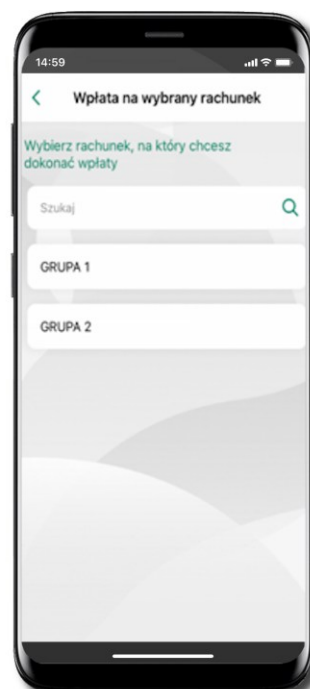 14:59
Wpłata na wybrany rachunek
Wybierz rachunek, na który chcesz
dokonać wpłaty
Szukaj
GRUPA 1
GRUPA 2